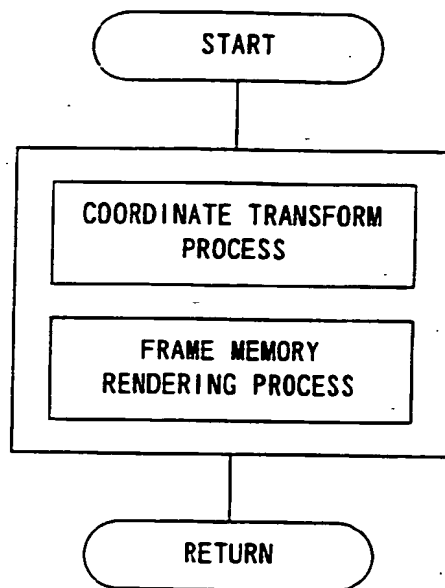 START
COORDINATE TRANSFORM
PROCESS
FRAME MEMORY
RENDERING PROCESS
RETURN